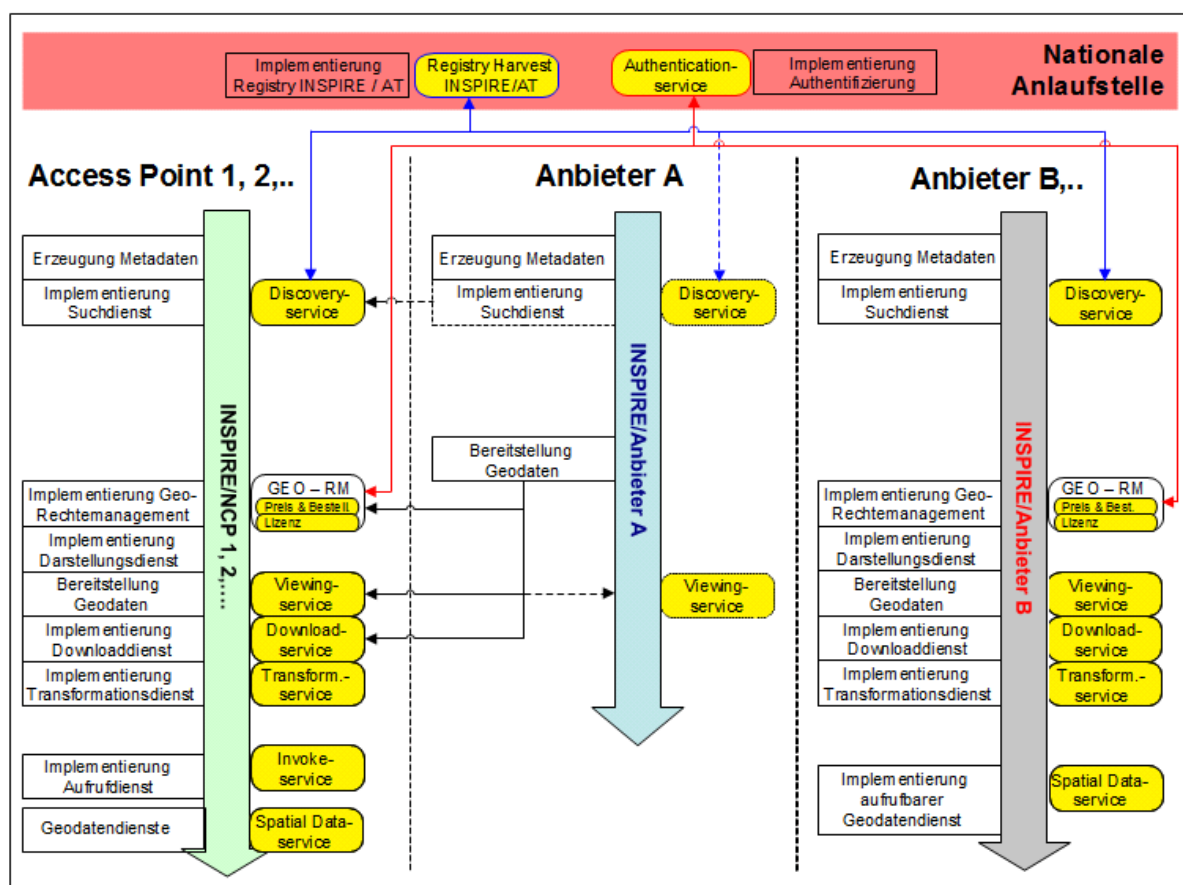 Implementierung
Registry INSPIRE / AT
Registry Harvest
INSPIRE/AT
Authentication-
service
Implementierung
Authentifizierung
Nationale
Anlaufstelle
Access Point 1, 2,..
Erzeugung Metadaten
Implementierung
Suchdienst
Discovery-
service
INSPIRE/NCP 1, 2,....
Implementierung Geo-
Rechtemanagement
GEO – RM
Preis & Bestell.
Lizenz
Implementierung
Darstellungsdienst
Bereitstellung
Geodaten
Viewing-
service
Implementierung
Downloaddienst
Download-
service
Implementierung
Transformationsdienst
Transform.-
service
Implementierung
Aufrufdienst
Invoke-
service
Geodatendienste
Spatial Data-
service
Anbieter A
Erzeugung Metadaten
Implementierung
Suchdienst
Discovery-
service
INSPIRE/Anbieter A
Bereitstellung
Geodaten
Viewing-
service
Anbieter B,..
Erzeugung Metadaten
Implementierung
Suchdienst
Discovery-
service
INSPIRE/Anbieter B
Implementierung Geo-
Rechtemanagement
GEO – RM
Preis & Best.
Lizenz
Implementierung
Darstellungsdienst
Bereitstellung
Geodaten
Viewing-
service
Implementierung
Downloaddienst
Download-
service
Implementierung
Transformationsdienst
Transform.-
service
Implementierung
aufrufbarer
Geodatendienst
Spatial Data-
service